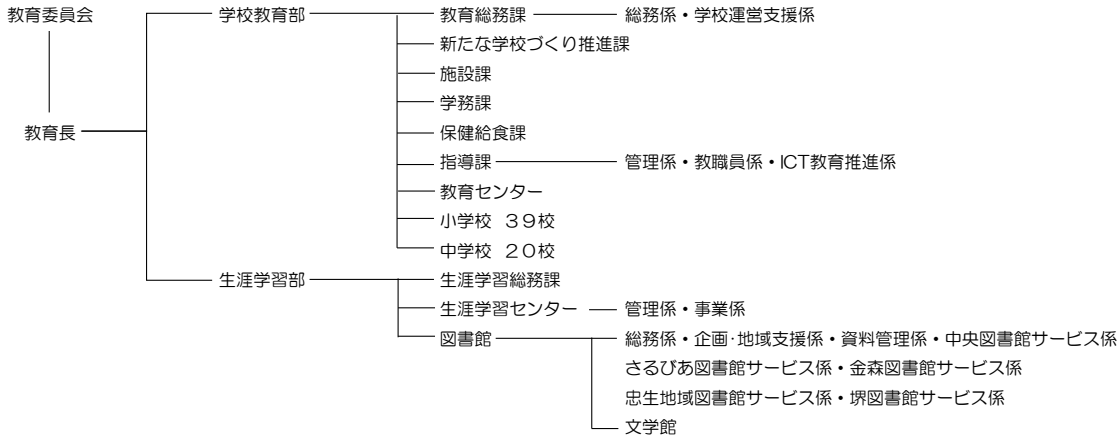 教育委員会 学校教育部 教育総務課 総務係・学校運営支援係
新たな学校づくり推進課
施設課
学務課
教育長 保健給食課
指導課 管理係・教職員係・ICT教育推進係
教育センター
小学校 39校
中学校 20校
生涯学習部 生涯学習総務課
生涯学習センター 管理係・事業係
図書館 総務係・企画・地域支援係・資料管理係・中央図書館サービス係
さるびあ図書館サービス係・金森図書館サービス係
忠生地域図書館サービス係・堺図書館サービス係
文学館